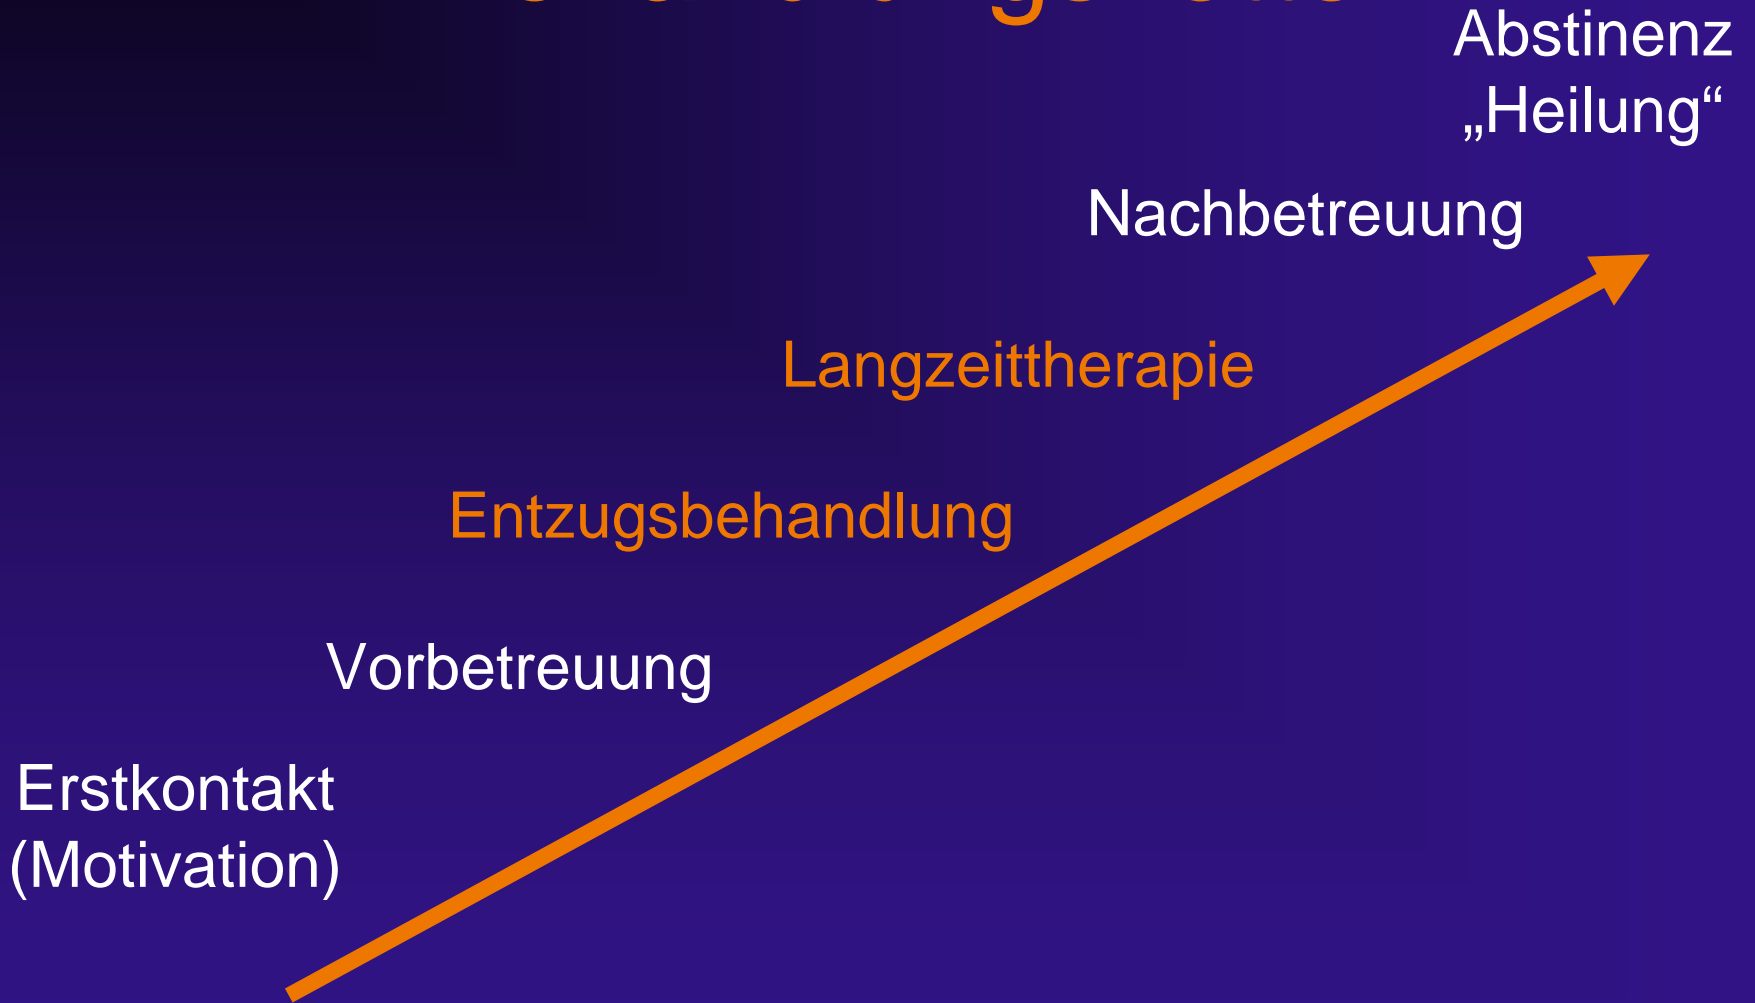 Abstinenz
„Heilung“
Nachbetreuung
Langzeittherapie
Entzugsbehandlung
Vorbetreuung
Erstkontakt
(Motivation)